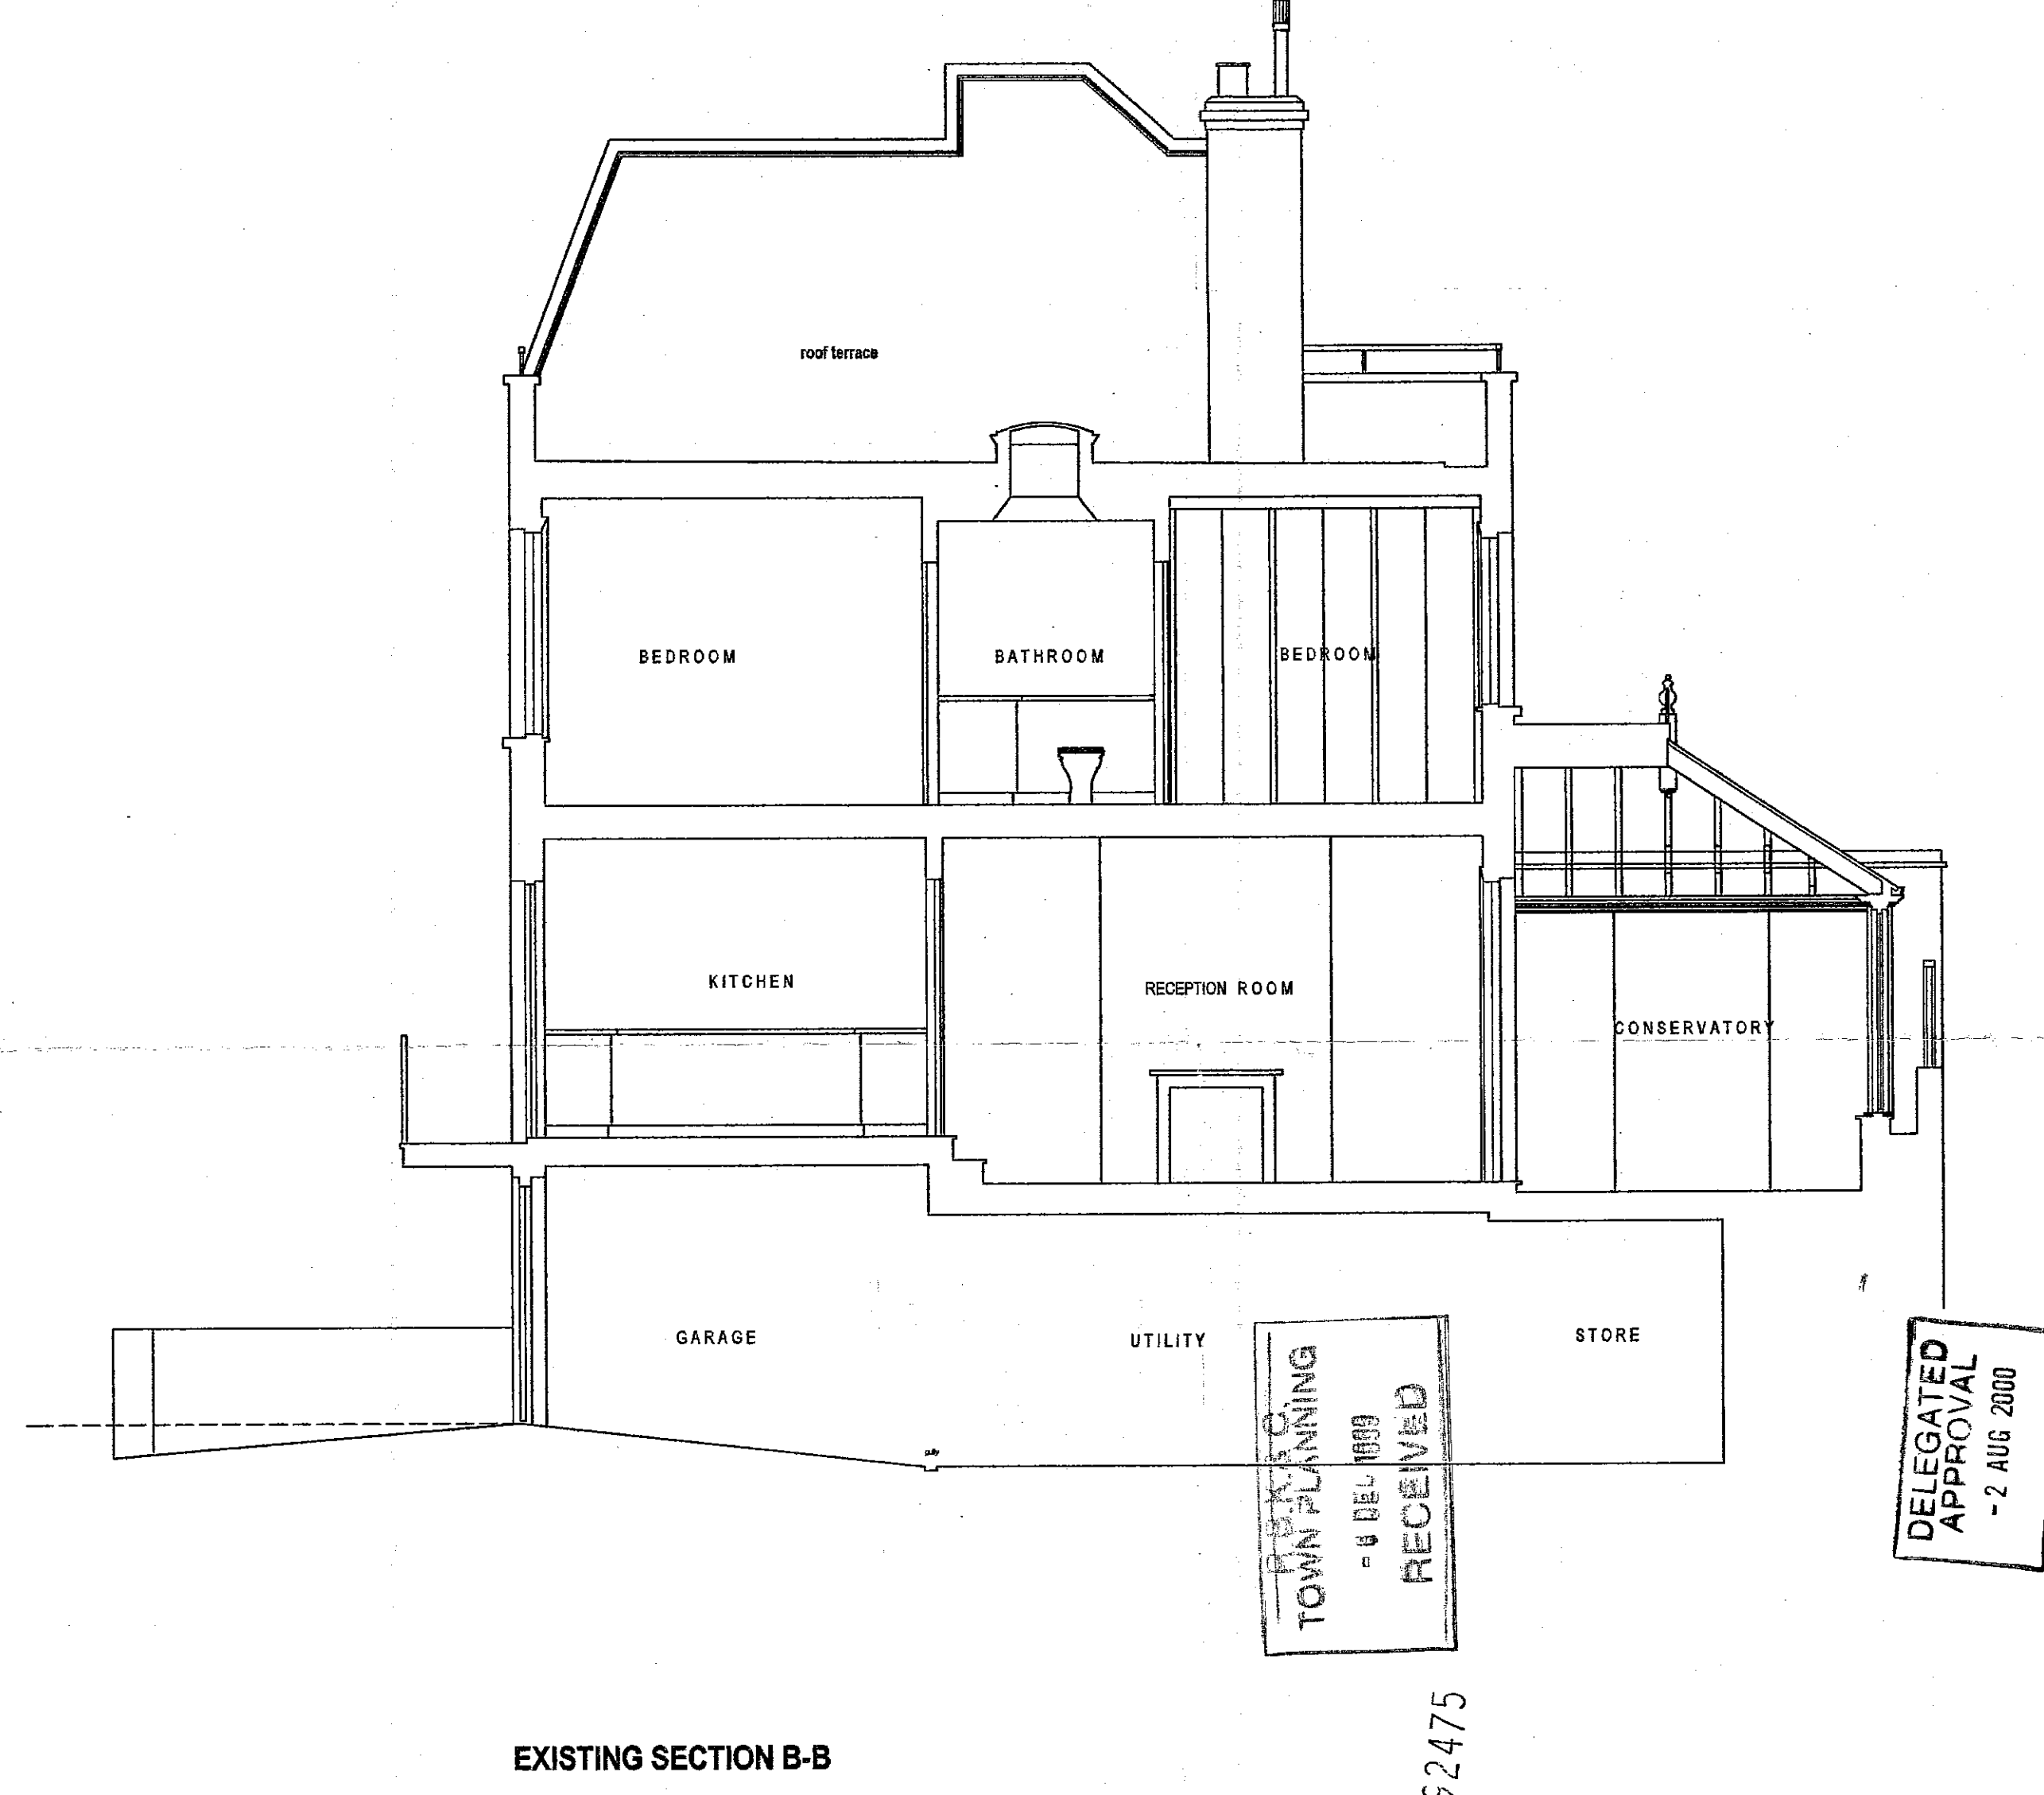 roof terrace
BEDROOM
BATHROOM
BEDROOM
KITCHEN
RECEPTION ROOM
CONSERVATORY
GARAGE
UTILITY
STORE
gully
TOWN PLANNING
RECEIVED
DELEGATED
APPROVAL
-2 AUG 2000
EXISTING SECTION B-B